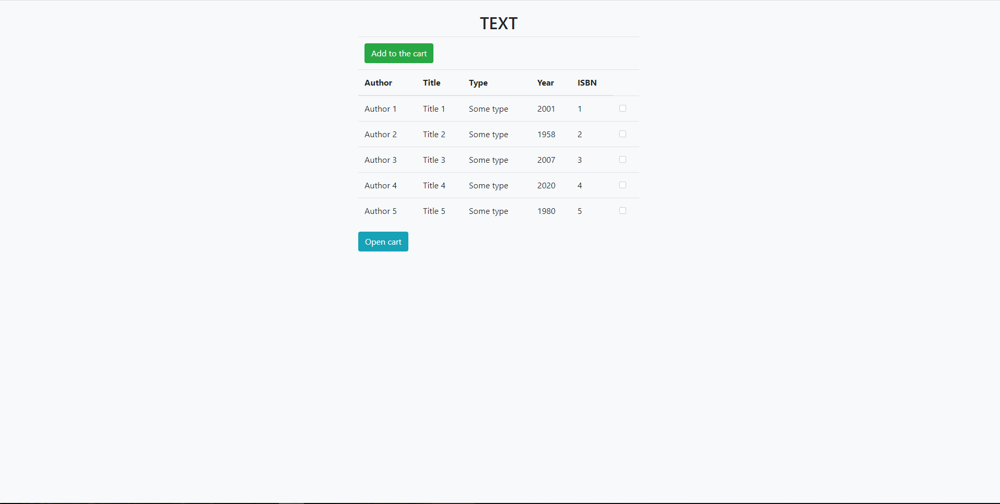 TEXT
Add to the cart
Author Title Type Year ISBN
Author 1 Title 1 Some type 2001 1
Author 2 Title 2 Some type 1958 2
Author 3 Title 3 Some type 2007 3
Author 4 Title 4 Some type 2020 4
Author 5 Title 5 Some type 1980 5
Open cart